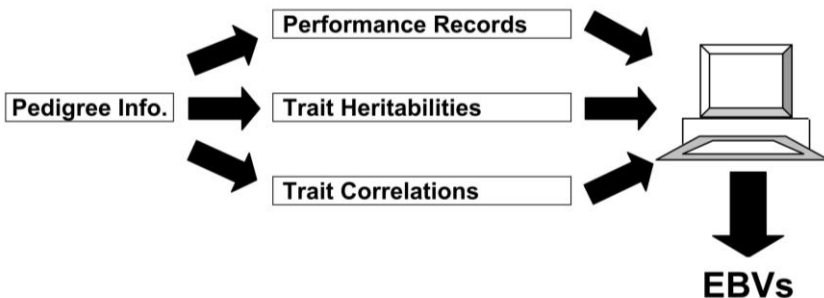 Performance Records
Pedigree Info.
Trait Heritabilities
Trait Correlations
EBVs